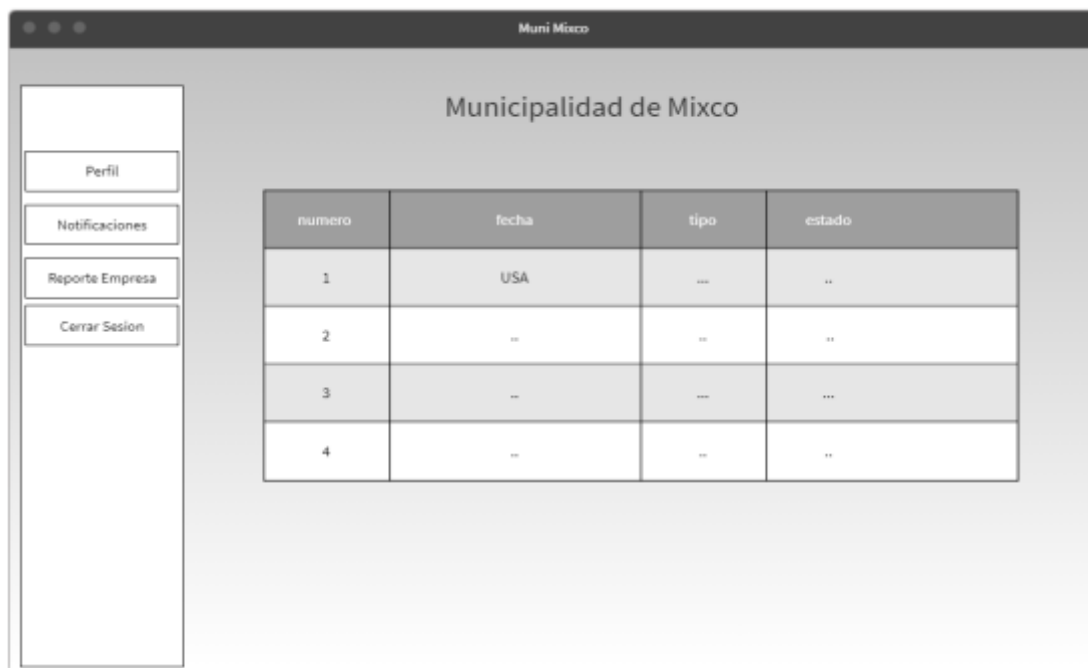 Muni Mixco
Municipalidad de Mixco
Perfil
Notificaciones
Reporte Empresa
Cerrar Sesion
numero fecha tipo estado
1 USA ... ..
2 .. .. ..
3 .. ... ...
4 .. .. ..